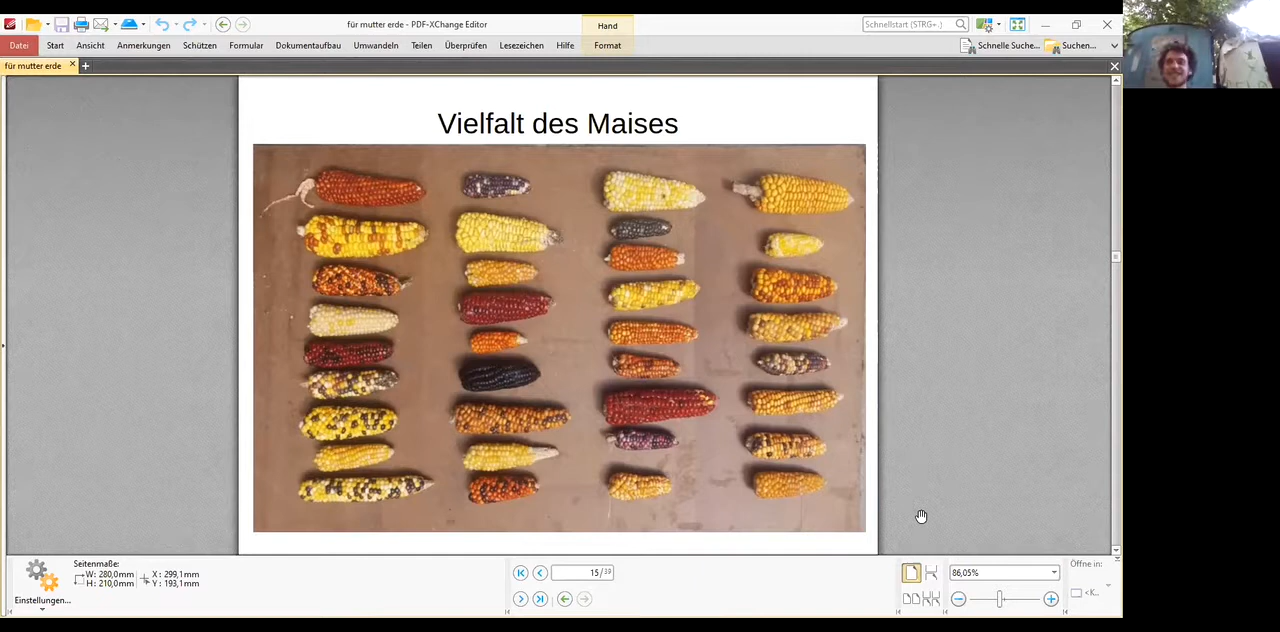 für mutter erde - PDF-XChange Editor
Hand
Schnellstart (STRG+.)
Datei
Start
Ansicht
Anmerkungen
Schützen
Formular
Dokumentaufbau
Umwandeln
Teilen
Überprüfen
Lesezeichen
Hilfe
Format
Schnelle Suche...
Suchen...
für mutter erde
Vielfalt des Maises
Seitenmaße:
W: 280,0mm
H: 210,0mm
X : 299,1mm
Y : 193,1mm
Einstellungen...
15 / 39
86,05%
Öffne in:
<K...